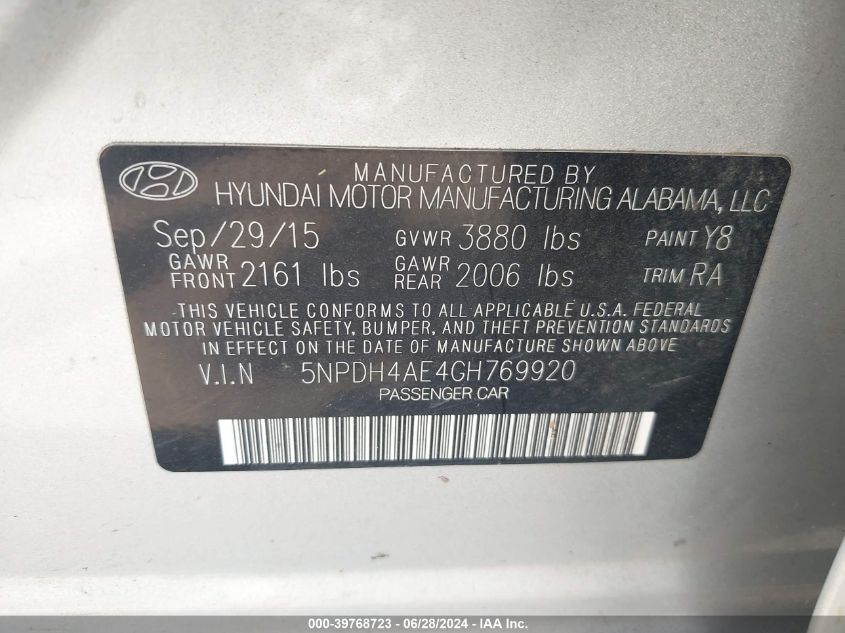 MANUFACTURED BY
HYUNDAI MOTOR MANUFACTURING ALABAMA, LLC
Sep/29/15 GVWR 3880 lbs PAINT Y8
GAWR FRONT 2161 lbs GAWR REAR 2006 lbs TRIM RA
THIS VEHICLE CONFORMS TO ALL APPLICABLE U.S.A. FEDERAL
MOTOR VEHICLE SAFETY, BUMPER, AND THEFT PREVENTION STANDARDS
IN EFFECT ON THE DATE OF MANUFACTURE SHOWN ABOVE
V.I.N 5NPDH4AE4GH769920
PASSENGER CAR
000-39768723 - 06/28/2024 - IAA Inc.